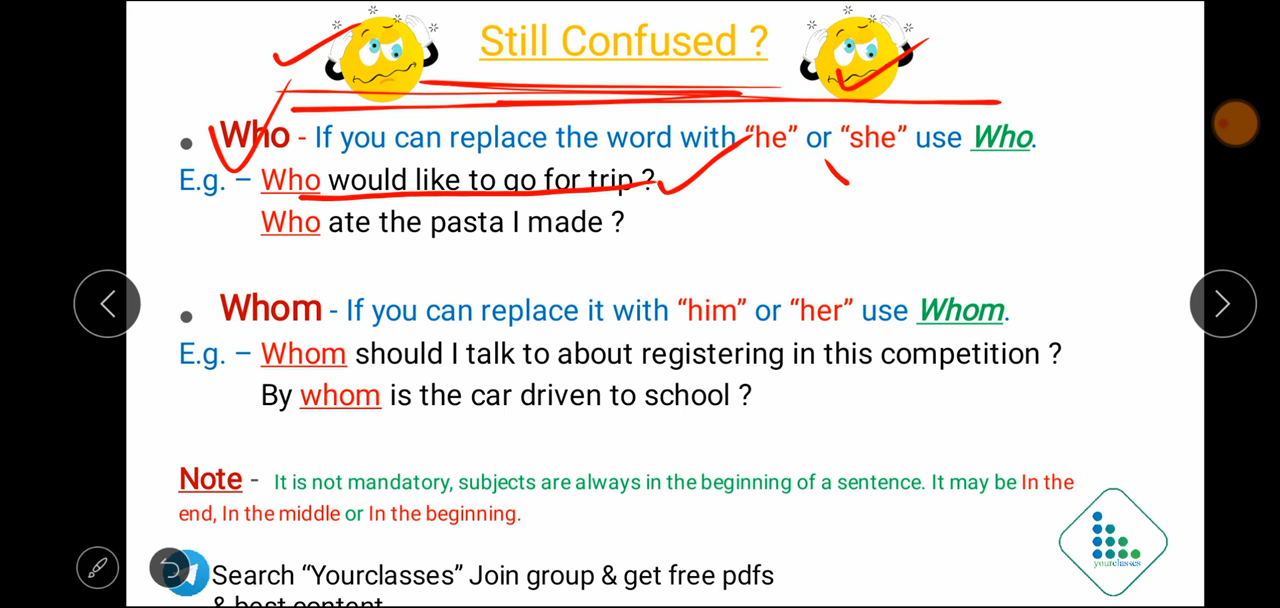 Still Confused ?
Who - If you can replace the word with “he” or “she” use Who.
E.g. – Who would like to go for trip ?
Who ate the pasta I made ?
Whom - If you can replace it with “him” or “her” use Whom.
E.g. – Whom should I talk to about registering in this competition ?
By whom is the car driven to school ?
Note - It is not mandatory, subjects are always in the beginning of a sentence. It may be In the
end, In the middle or In the beginning.
yourclasses
Search “Yourclasses” Join group & get free pdfs
& best content